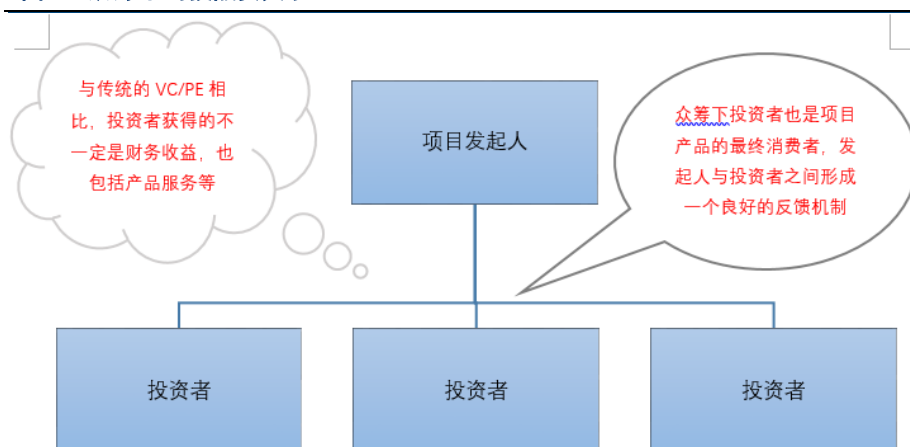 与传统的 VC/PE 相
比，投资者获得的不
一定是财务收益，也
包括产品服务等
项目发起人
众筹下投资者也是项目
产品的最终消费者，发
起人与投资者之间形成
一个良好的反馈机制
投资者
投资者
投资者